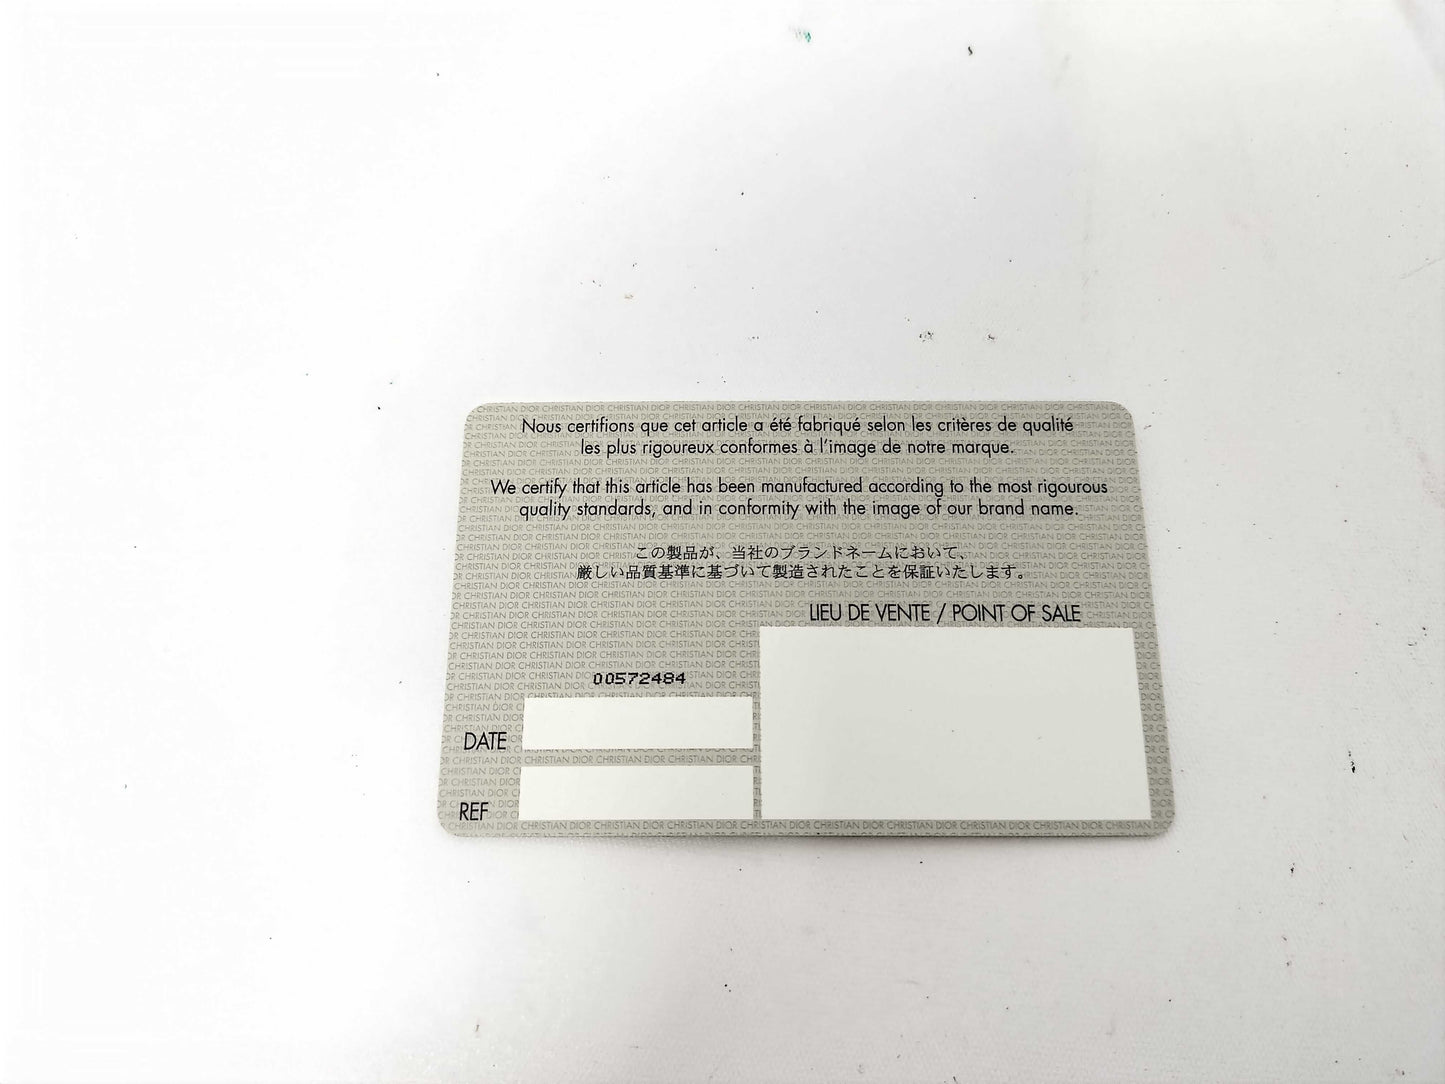 Nous certifions que cet article a été fabriqué selon les critères de qualité
les plus rigoureux conformes à l'image de notre marque.
We certify that this article has been manufactured according to the most rigourous
quality standards, and in conformity with the image of our brand name.
この製品が、当社のブランドネームにおいて、
厳しい品質基準に基づいて製造されたことを保証いたします。
LIEU DE VENTE / POINT OF SALE
00572484
DATE
REF